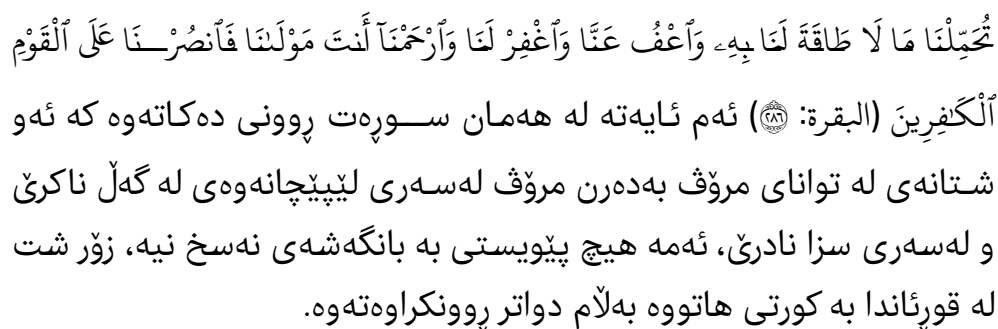 تُحَمِّلْنَا مَا لَا طَاقَةَ لَنَا بِهِۦ وَٱعْفُ عَنَّا وَٱغْفِرْ لَنَا وَٱرْحَمْنَآ أَنتَ مَوْلَىٰنَا فَٱنصُرْنَا عَلَى ٱلْقَوْمِ
ٱلْكَٰفِرِينَ (البقرة: ٢٨٦) ئەم ئایەتە لە هەمان سوڕەت ڕوونی دەکاتەوە کە ئەو
شتانەی لە توانای مرۆڤ بەدەرن مرۆڤ لەسەری لێپێچانەوەی لە گەڵ ناکرێ
و لەسەری سزا نادرێ، ئەمە هیچ پێویستی بە بانگەشەی نەسخ نیە، زۆر شت
لە قوڕئاندا بە کورتی هاتووە بەڵام دواتر ڕوونکراوەتەوە.